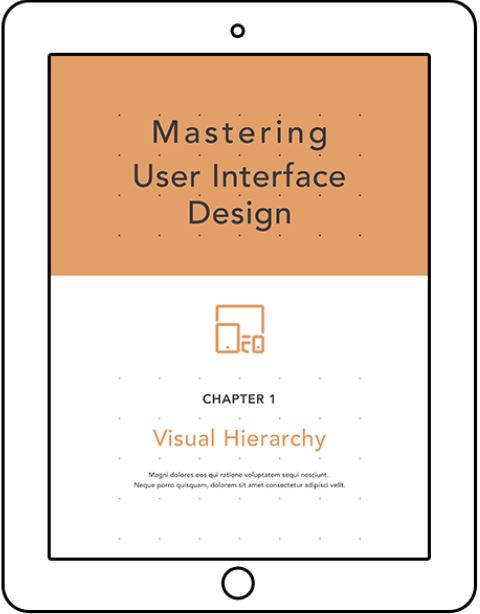 Mastering
User Interface
Design
CHAPTER 1
Visual Hierarchy
Magni dolores eos qui ratione voluptatem sequi nesciunt.
Neque porro quisquam, dolorem sit amet consectetur adipisci velit.